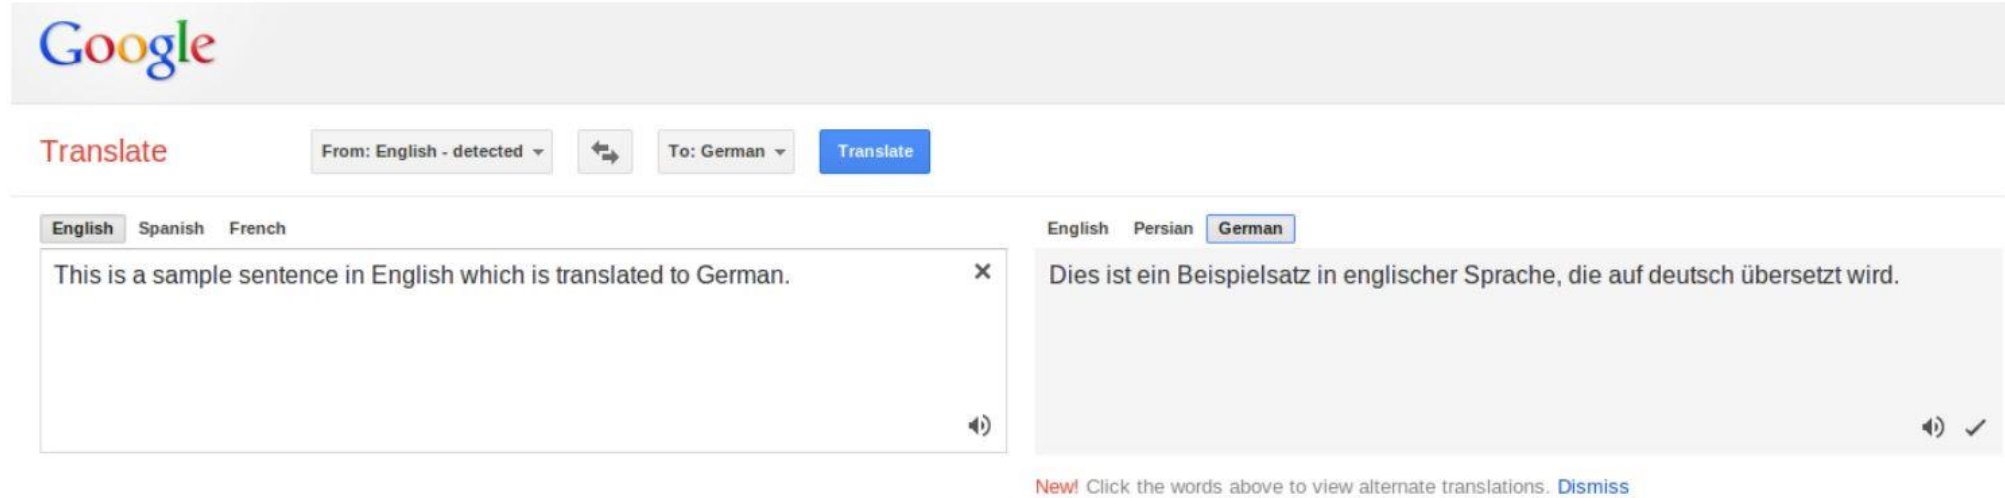 Google
Translate From: English - detected To: German Translate
English Spanish French English Persian German
This is a sample sentence in English which is translated to German. Dies ist ein Beispielsatz in englischer Sprache, die auf deutsch übersetzt wird.
New! Click the words above to view alternate translations. Dismiss